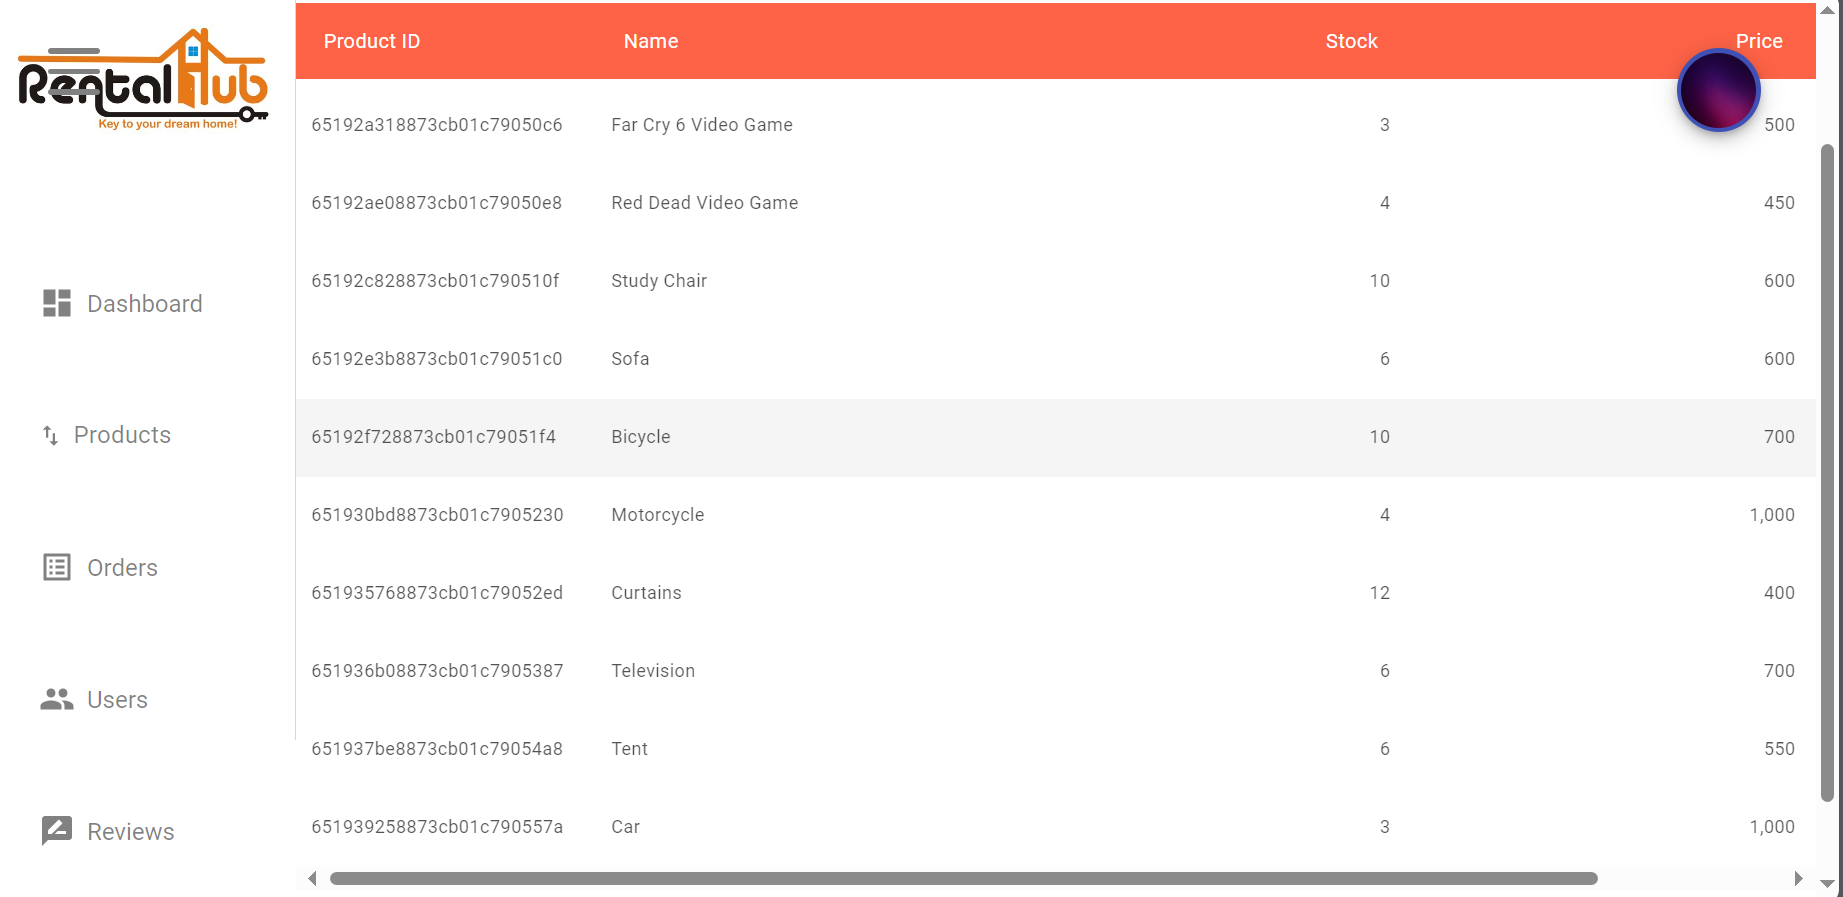 RentalHub
Key to your dream home!
Dashboard
Products
Orders
Users
Reviews
Product ID Name Stock Price
65192a318873cb01c79050c6 Far Cry 6 Video Game 3 500
65192ae08873cb01c79050e8 Red Dead Video Game 4 450
65192c828873cb01c790510f Study Chair 10 600
65192e3b8873cb01c79051c0 Sofa 6 600
65192f728873cb01c79051f4 Bicycle 10 700
651930bd8873cb01c7905230 Motorcycle 4 1,000
651935768873cb01c79052ed Curtains 12 400
651936b08873cb01c7905387 Television 6 700
651937be8873cb01c79054a8 Tent 6 550
651939258873cb01c790557a Car 3 1,000